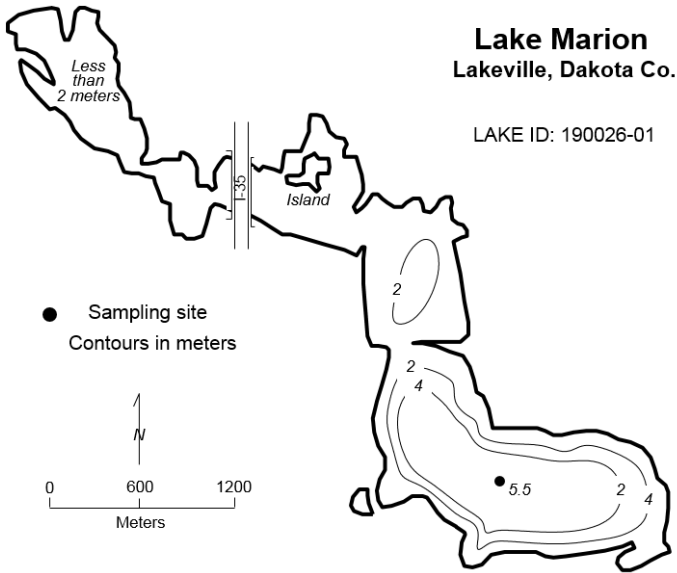 Lake Marion
Lakeville, Dakota Co.
LAKE ID: 190026-01
Less
than
2 meters
I-35
Island
2
Sampling site
Contours in meters
2
4
N
5.5
2
4
0 600 1200
Meters